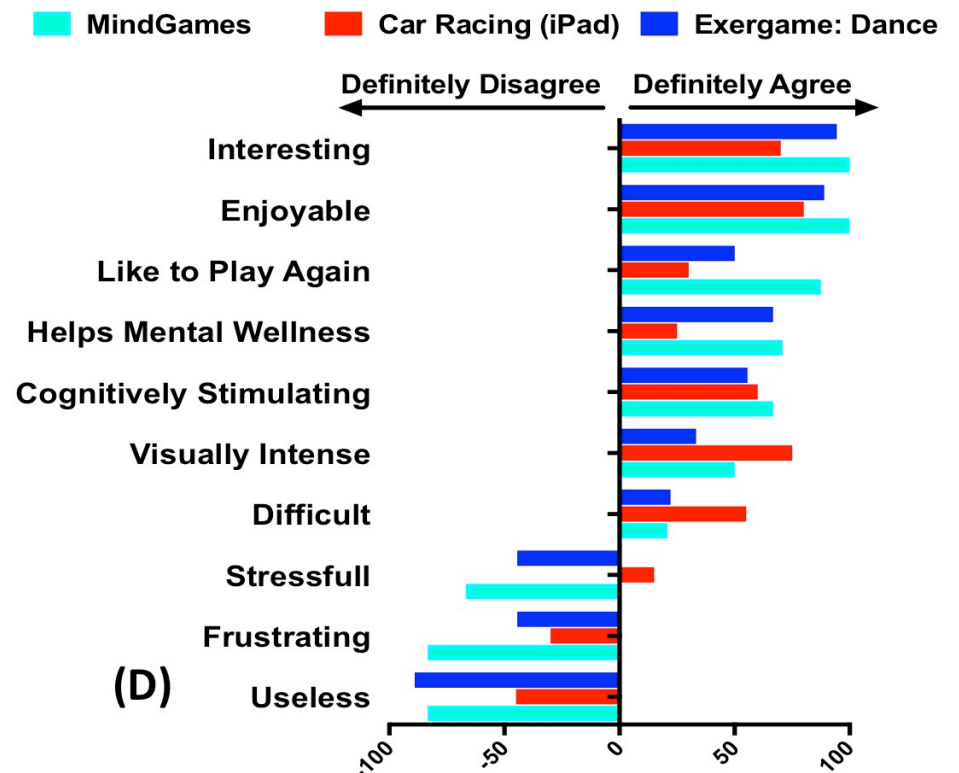 MindGames Car Racing (iPad) Exergame: Dance
Definitely Disagree Definitely Agree
Interesting
Enjoyable
Like to Play Again
Helps Mental Wellness
Cognitively Stimulating
Visually Intense
Difficult
Stressfull
Frustrating
(D)
Useless
-100 -50 0 50 100